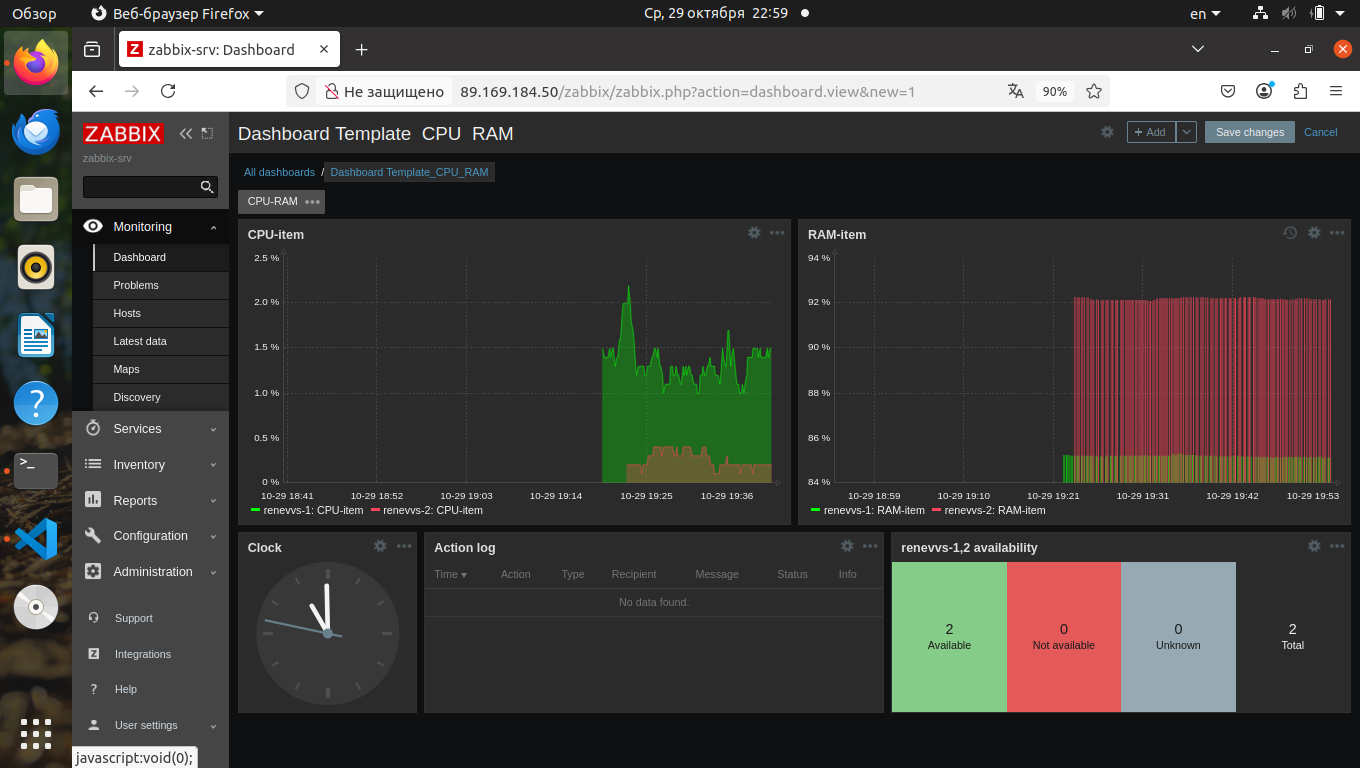 Обзор
Веб-браузер Firefox
Ср, 29 октября 22:59
en
zabbix-srv: Dashboard
Не защищено
89.169.184.50/zabbix/zabbix.php?action=dashboard.view&new=1
90%
ZABBIX
zabbix-srv
Monitoring
Dashboard
Problems
Hosts
Latest data
Maps
Discovery
Services
Inventory
Reports
Configuration
Administration
Support
Integrations
Help
User settings
javascript:void(0);
Dashboard Template CPU RAM
+ Add
Save changes
Cancel
All dashboards / Dashboard Template_CPU_RAM
CPU-RAM
CPU-item
2.5 %
2.0 %
1.5 %
1.0 %
0.5 %
0 %
10-29 18:41 10-29 18:52 10-29 19:03 10-29 19:14 10-29 19:25 10-29 19:36
renevvs-1: CPU-item renevvs-2: CPU-item
RAM-item
94 %
92 %
90 %
88 %
86 %
84 %
10-29 18:59 10-29 19:10 10-29 19:21 10-29 19:31 10-29 19:42 10-29 19:53
renevvs-1: RAM-item renevvs-2: RAM-item
Clock
Action log
Time Action Type Recipient Message Status Info
No data found.
renevvs-1,2 availability
2
Available
0
Not available
0
Unknown
2
Total